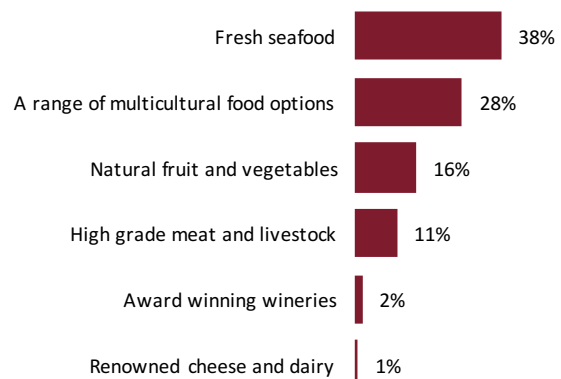 Fresh seafood 38%
A range of multicultural food options 28%
Natural fruit and vegetables 16%
High grade meat and livestock 11%
Award winning wineries 2%
Renowned cheese and dairy 1%